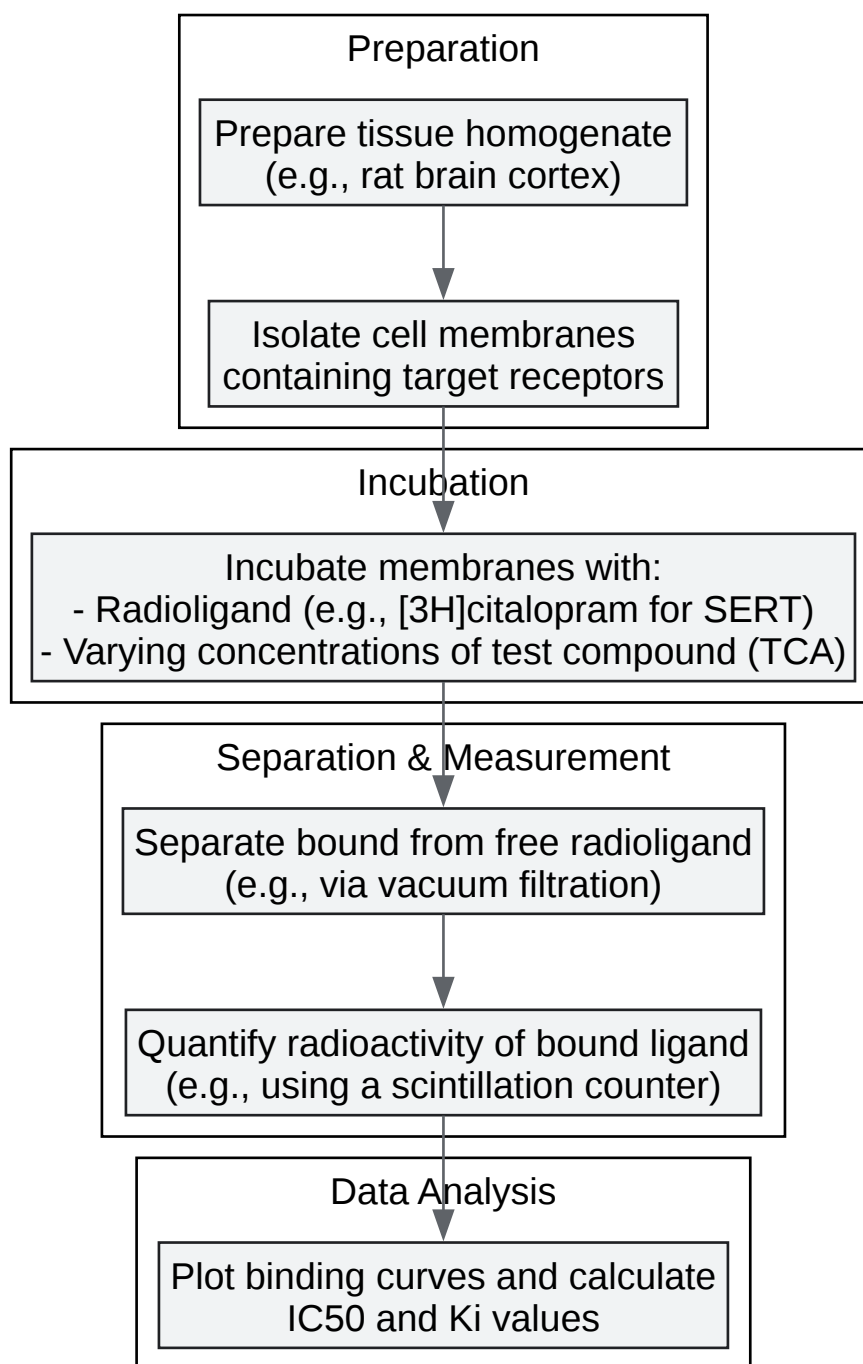 Preparation
Prepare tissue homogenate
(e.g., rat brain cortex)
Isolate cell membranes
containing target receptors
Incubation
Incubate membranes with:
- Radioligand (e.g., [3H]citalopram for SERT)
- Varying concentrations of test compound (TCA)
Separation & Measurement
Separate bound from free radioligand
(e.g., via vacuum filtration)
Quantify radioactivity of bound ligand
(e.g., using a scintillation counter)
Data Analysis
Plot binding curves and calculate
IC50 and Ki values